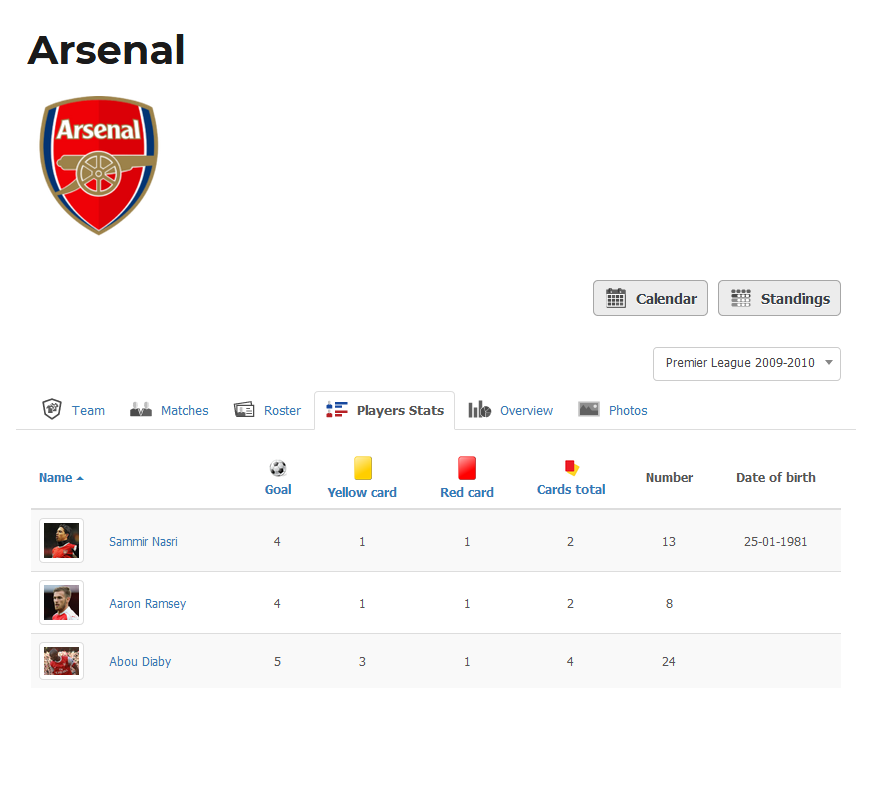 Arsenal
Arsenal
Calendar Standings
Premier League 2009-2010
Team Matches Roster Players Stats Overview Photos
Name Goal Yellow card Red card Cards total Number Date of birth
Sammir Nasri 4 1 1 2 13 25-01-1981
Aaron Ramsey 4 1 1 2 8
Abou Diaby 5 3 1 4 24